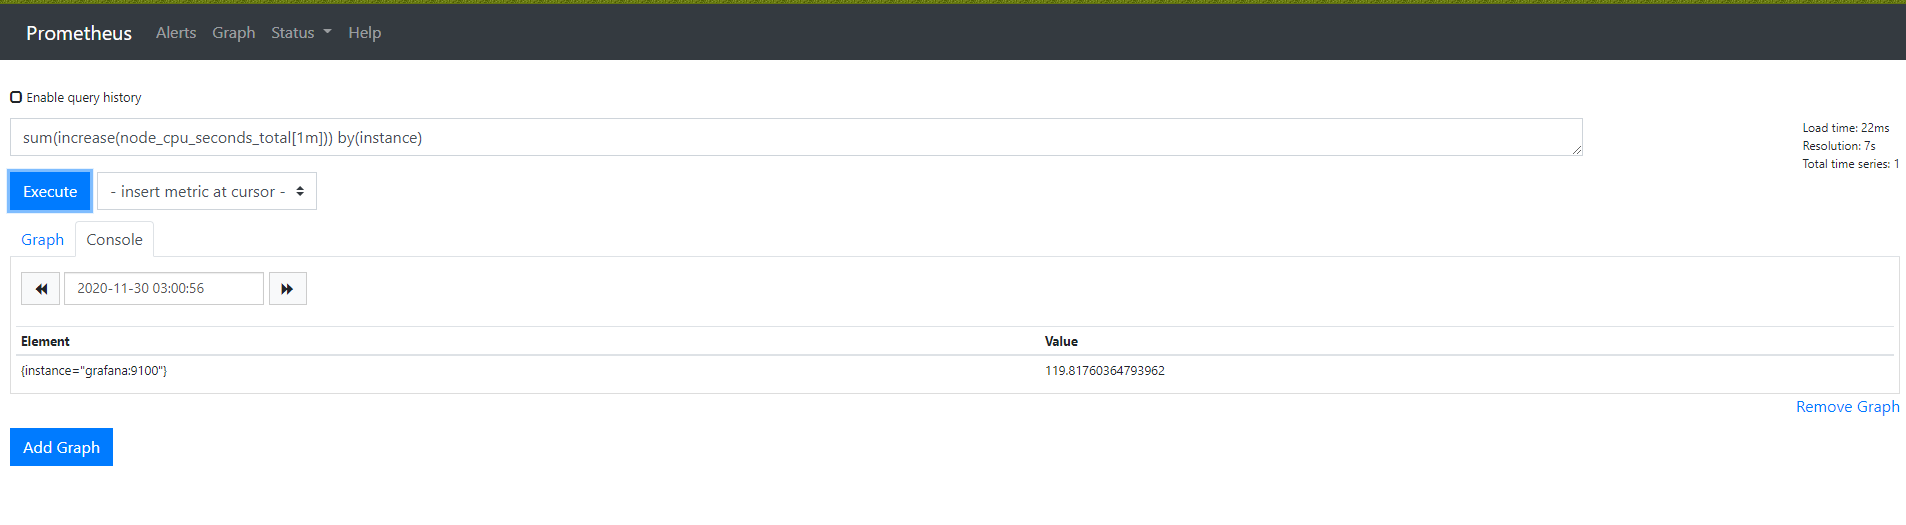 Prometheus Alerts Graph Status Help
Enable query history
sum(increase(node_cpu_seconds_total[1m])) by(instance)
Load time: 22ms
Resolution: 7s
Total time series: 1
Execute - insert metric at cursor -
Graph Console
2020-11-30 03:00:56
Element Value
{instance="grafana:9100"} 119.81760364793962
Remove Graph
Add Graph